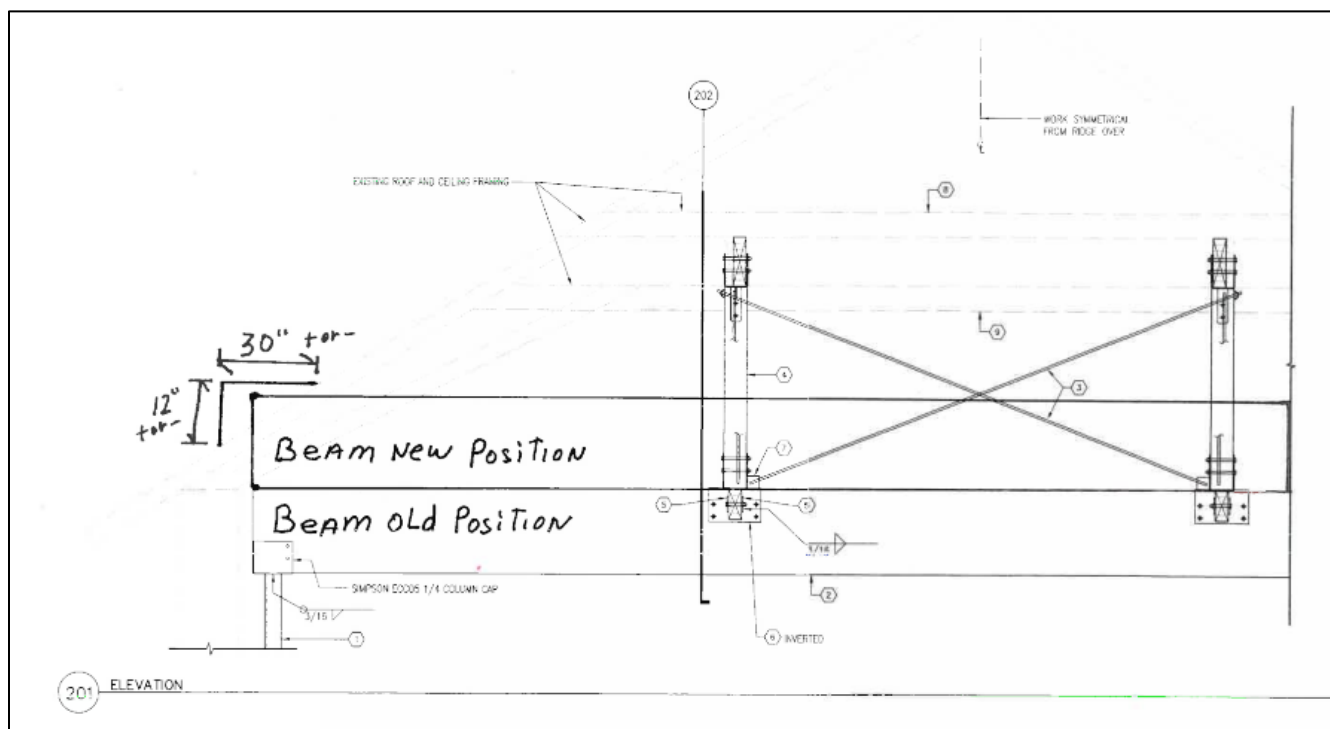 202
WORK SYMMETRICAL
FROM RIDGE OVER
EXISTING ROOF AND CEILING FRAMING
8
9
30" + or -
12"
+ or -
4
3
BEAM NEW POSITION
7
5
5
BEAM OLD POSITION
3/16
SIMPSON ECCO5 1/4 COLUMN CAP
2
3/16
1
6 INVERTED
201 ELEVATION